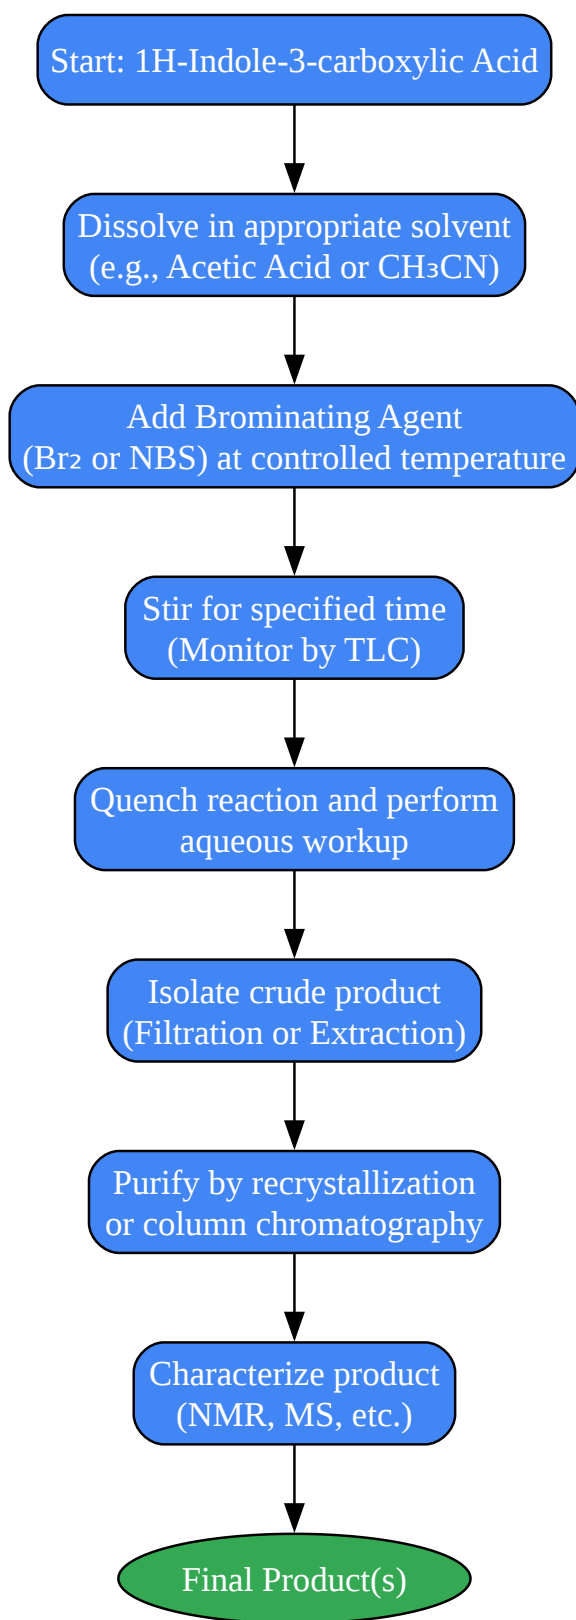 Start: 1H-Indole-3-carboxylic Acid
Dissolve in appropriate solvent
(e.g., Acetic Acid or CH₃CN)
Add Brominating Agent
(Br₂ or NBS) at controlled temperature
Stir for specified time
(Monitor by TLC)
Quench reaction and perform
aqueous workup
Isolate crude product
(Filtration or Extraction)
Purify by recrystallization
or column chromatography
Characterize product
(NMR, MS, etc.)
Final Product(s)